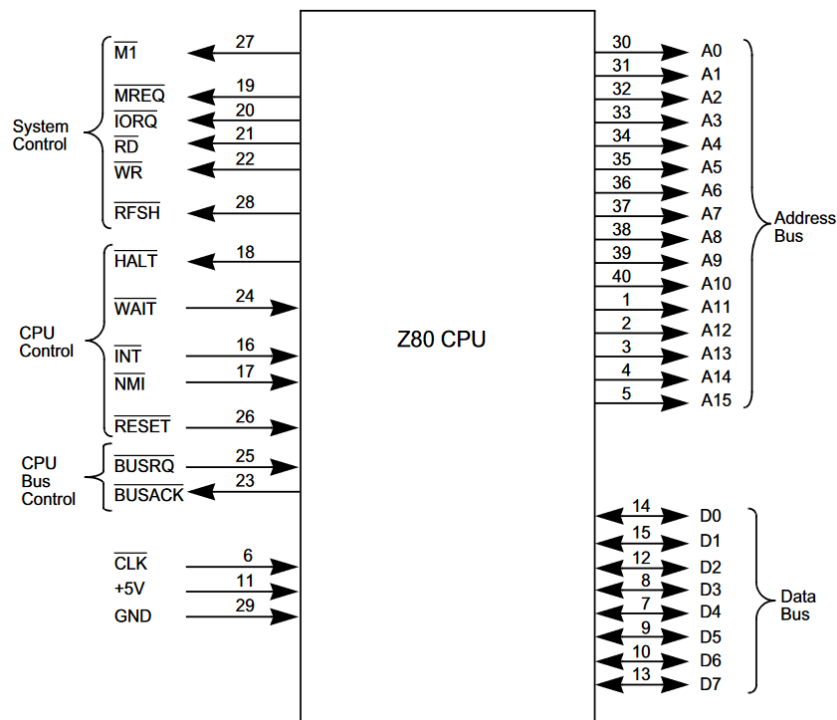 System
Control
M1 27
MREQ 19
IORQ 20
RD 21
WR 22
RFSH 28
CPU
Control
HALT 18
WAIT 24
INT 16
NMI 17
RESET 26
CPU
Bus
Control
BUSRQ 25
BUSACK 23
CLK 6
+5V 11
GND 29
Z80 CPU
30 A0
31 A1
32 A2
33 A3
34 A4
35 A5
36 A6
37 A7
38 A8
39 A9
40 A10
1 A11
2 A12
3 A13
4 A14
5 A15
Address
Bus
14 D0
15 D1
12 D2
8 D3
7 D4
9 D5
10 D6
13 D7
Data
Bus